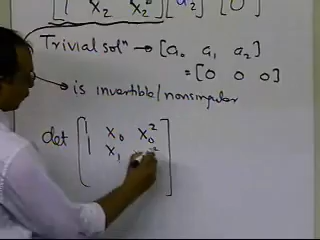 [1 x₂ x₂²] [a₂] [0]
Trivial solⁿ → [a₀ a₁ a₂]
= [0 0 0]
→ is invertible/nonsingular
det [1 x₀ x₀²
1 x₁